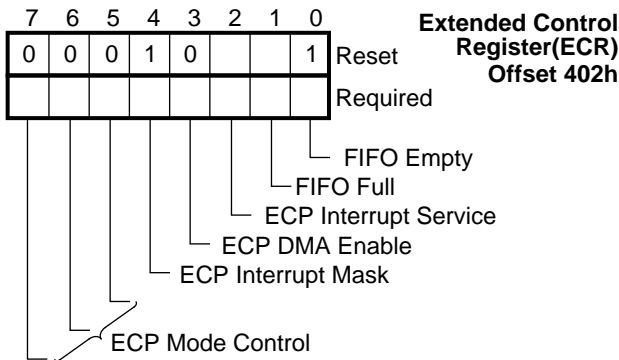 7 6 5 4 3 2 1 0
Extended Control
Register(ECR)
Offset 402h
0 0 0 1 0 1 Reset
Required
FIFO Empty
FIFO Full
ECP Interrupt Service
ECP DMA Enable
ECP Interrupt Mask
ECP Mode Control